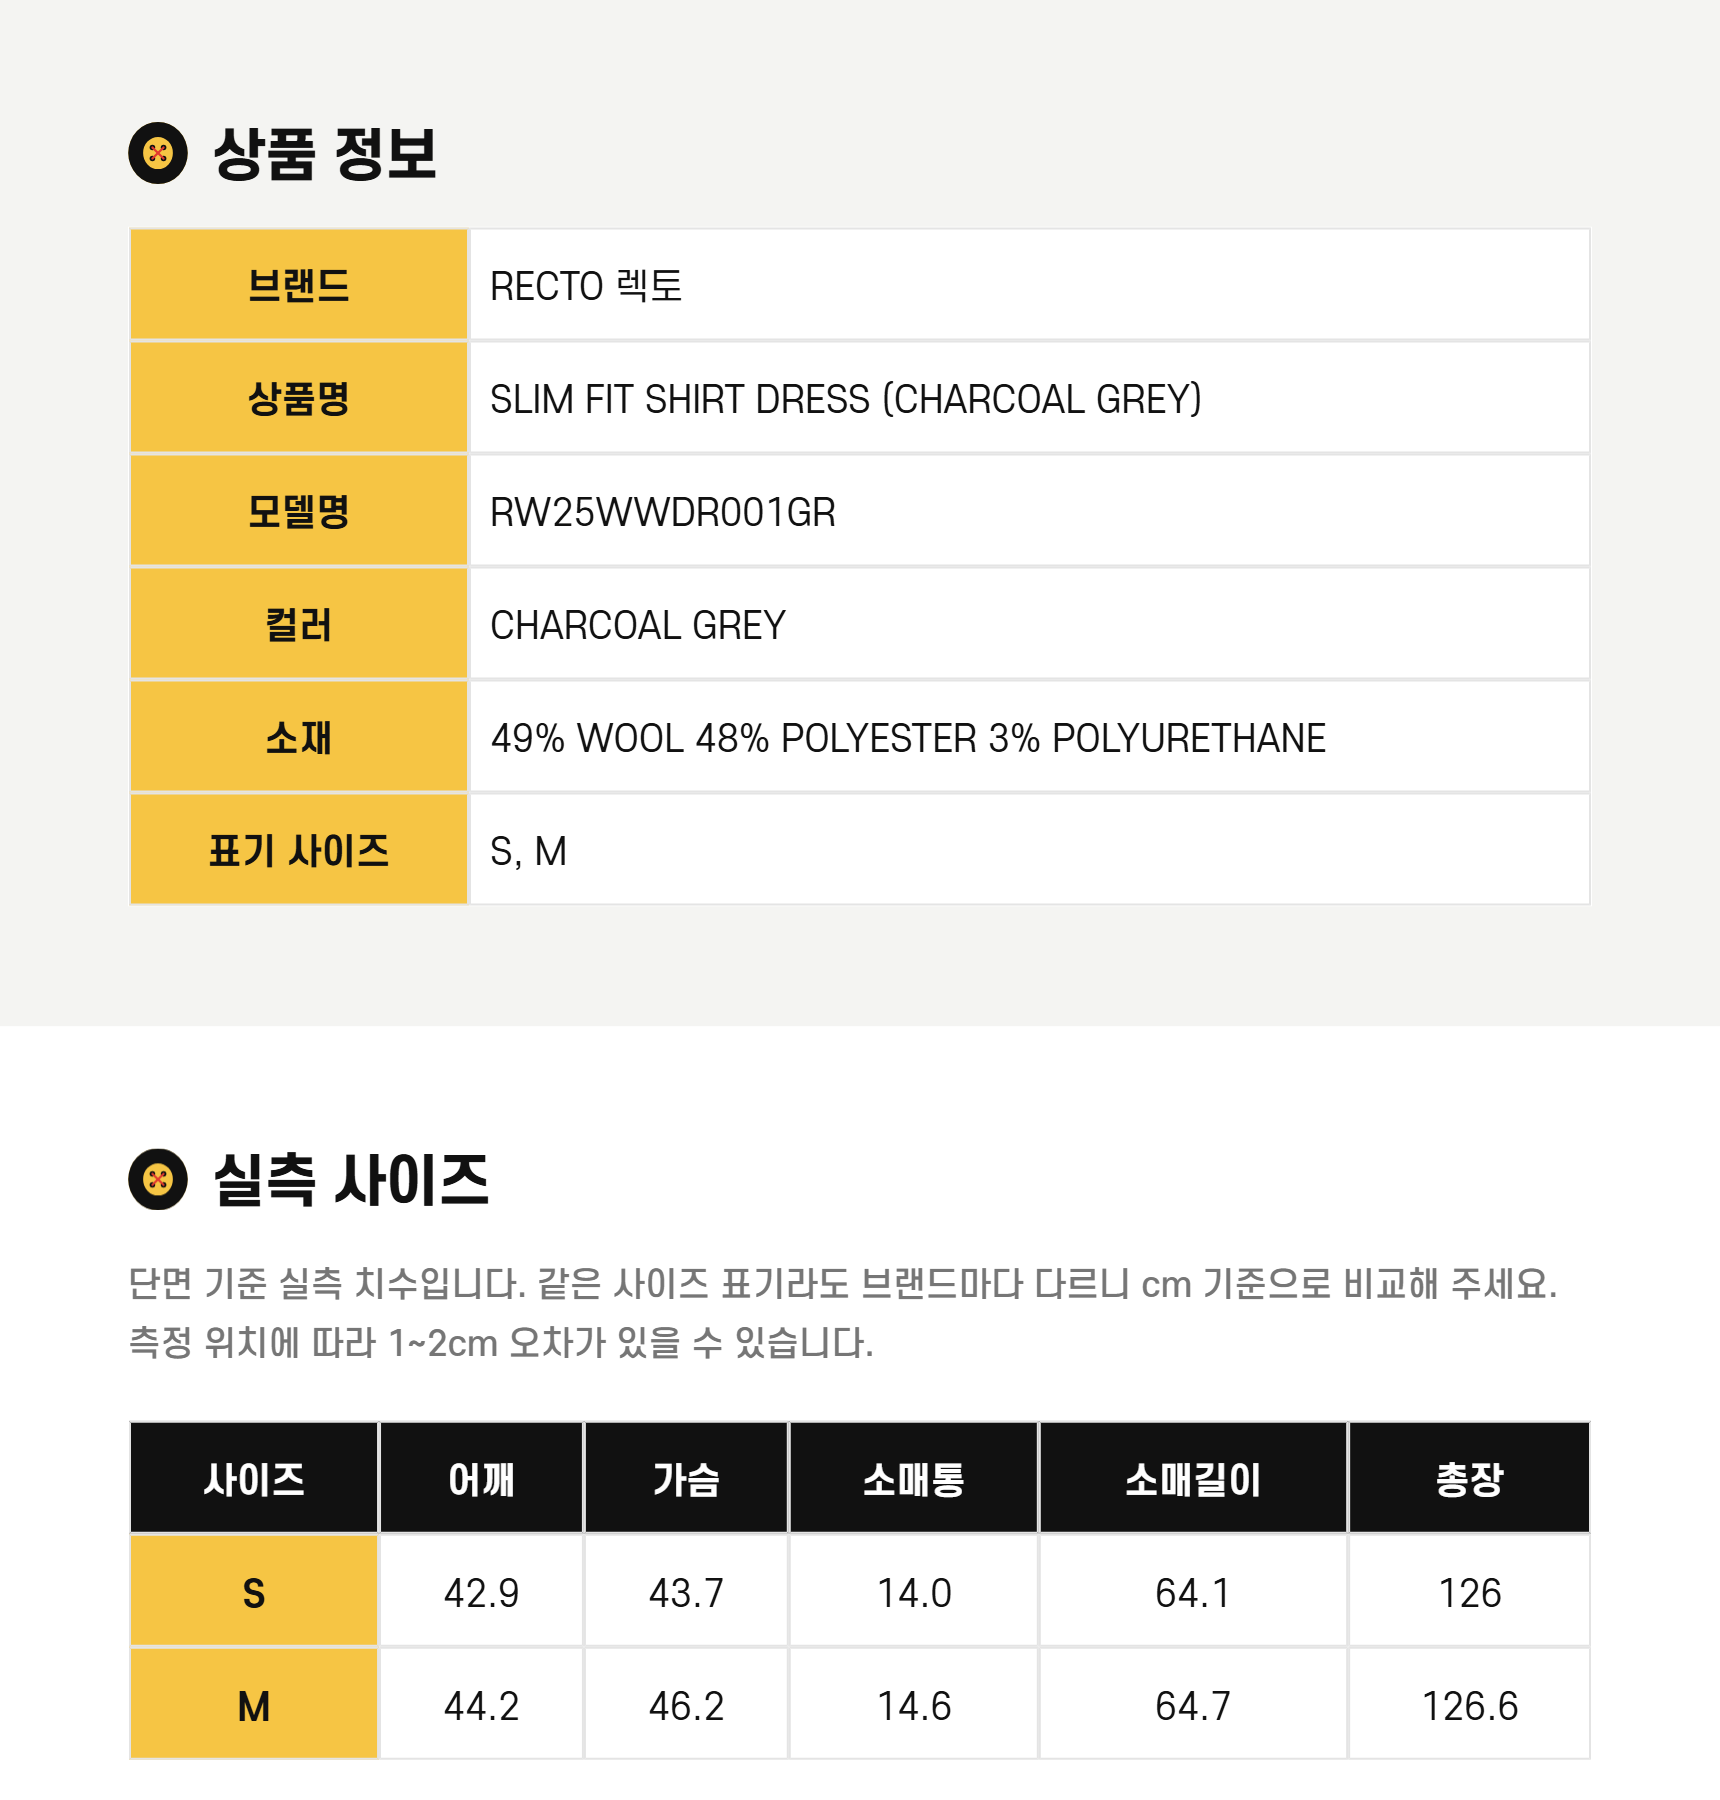 상품 정보
브랜드 RECTO 렉토
상품명 SLIM FIT SHIRT DRESS (CHARCOAL GREY)
모델명 RW25WWDR001GR
컬러 CHARCOAL GREY
소재 49% WOOL 48% POLYESTER 3% POLYURETHANE
표기 사이즈 S, M
실측 사이즈
단면 기준 실측 치수입니다. 같은 사이즈 표기라도 브랜드마다 다르니 cm 기준으로 비교해 주세요.
측정 위치에 따라 1~2cm 오차가 있을 수 있습니다.
사이즈 어깨 가슴 소매통 소매길이 총장
S 42.9 43.7 14.0 64.1 126
M 44.2 46.2 14.6 64.7 126.6